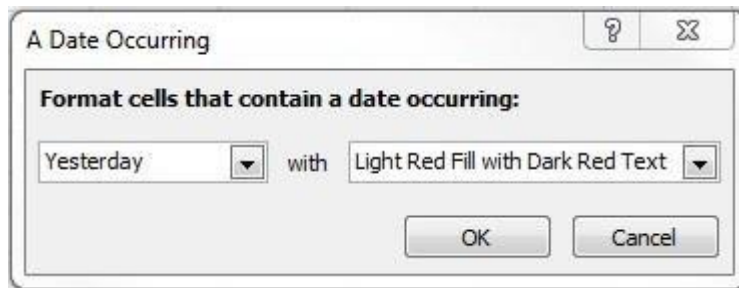 A Date Occurring
Format cells that contain a date occurring:
Yesterday with Light Red Fill with Dark Red Text
OK Cancel